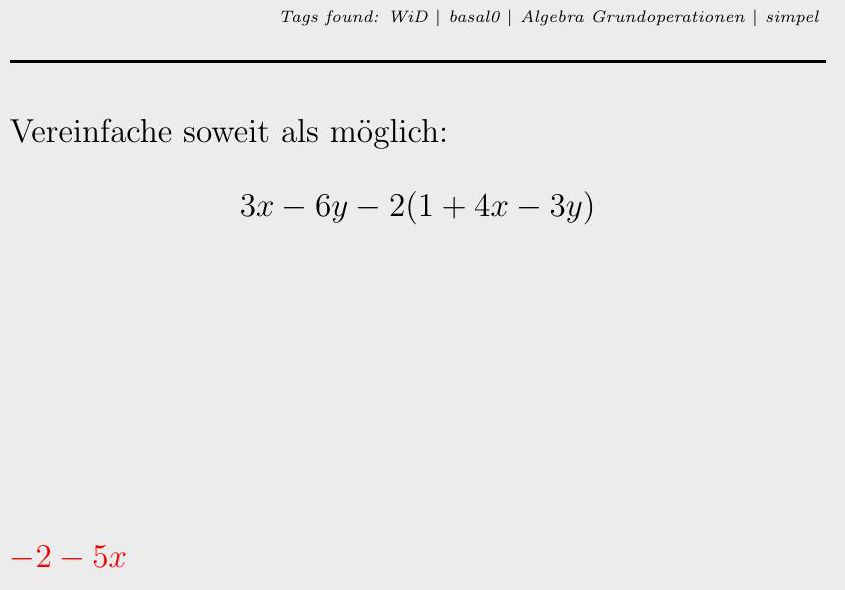 Tags found: WiD | basal0 | Algebra Grundoperationen | simpel
Vereinfache soweit als möglich:
3x − 6y − 2(1 + 4x − 3y)
−2 − 5x